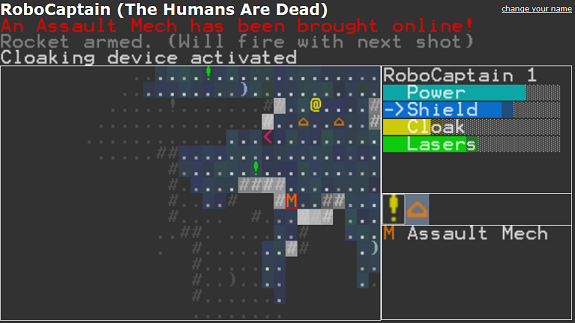 RoboCaptain (The Humans Are Dead)
change your name
An Assault Mech has been brought online!
Rocket armed. (Will fire with next shot)
Cloaking device activated
RoboCaptain 1
Power
->Shield
Cloak
Lasers
M Assault Mech